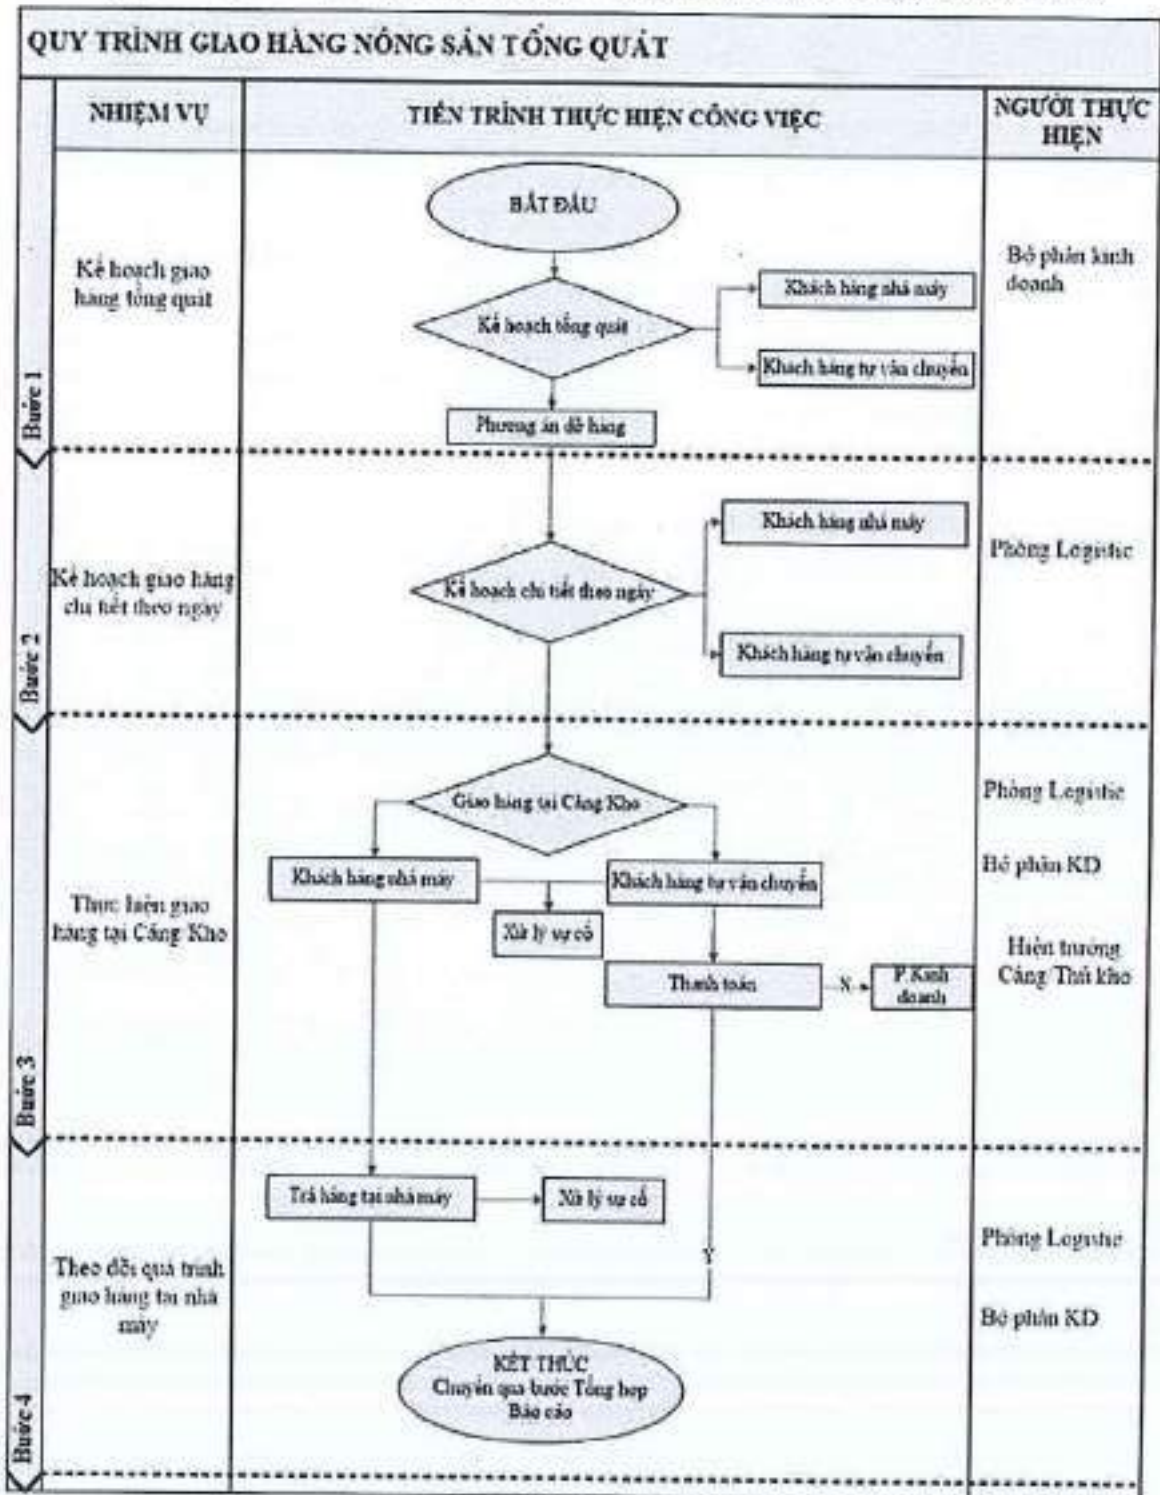 QUY TRÌNH GIAO HÀNG NÔNG SẢN TỔNG QUÁT
NHIỆM VỤ
TIẾN TRÌNH THỰC HIỆN CÔNG VIỆC
NGƯỜI THỰC
HIỆN
BẮT ĐẦU
Kế hoạch giao
hàng tổng quát
Kế hoạch tổng quát
Khách hàng nhà máy
Khách hàng tự vận chuyển
Phương án dỡ hàng
Bộ phận kinh
doanh
Bước 1
Kế hoạch giao hàng
chi tiết theo ngày
Kế hoạch chi tiết theo ngày
Khách hàng nhà máy
Khách hàng tự vận chuyển
Phòng Logistic
Bước 2
Thực hiện giao
hàng tại Cảng Kho
Giao hàng tại Cảng Kho
Khách hàng nhà máy
Khách hàng tự vận chuyển
Xử lý sự cố
Thanh toán
N
P.Kinh
doanh
Phòng Logistic
Bộ phận KD
Hiện trường
Cảng Thủ kho
Bước 3
Theo dõi quá trình
giao hàng tại nhà
máy
Trả hàng tại nhà máy
Xử lý sự cố
Y
KẾT THÚC
Chuyển qua bước Tổng hợp
Báo cáo
Phòng Logistic
Bộ phận KD
Bước 4